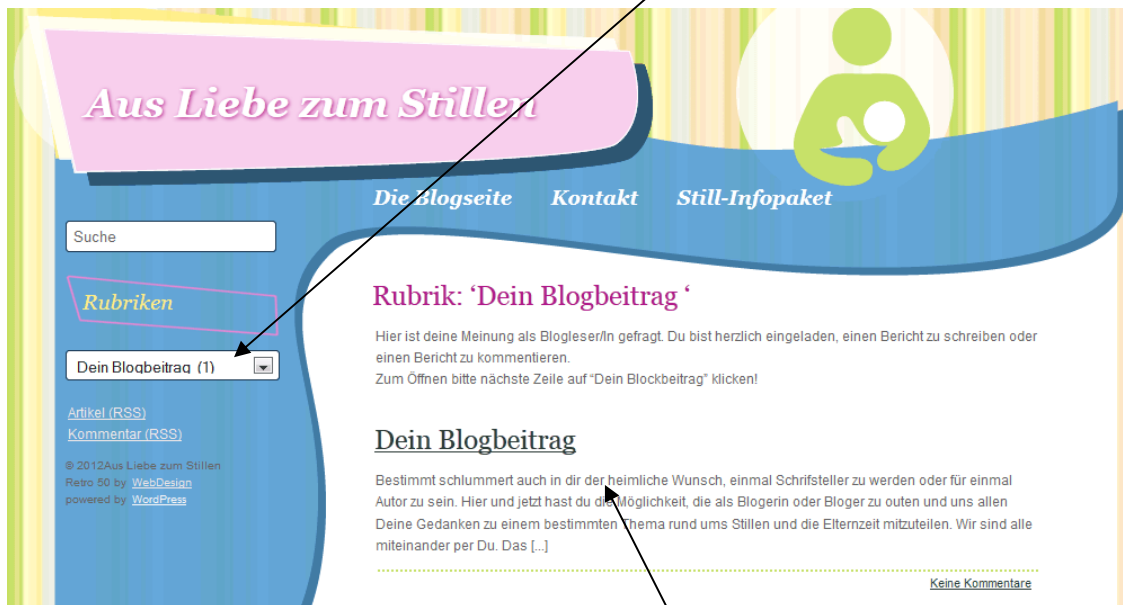 Aus Liebe zum Stillen
Die Blogseite Kontakt Still-Infopaket
Suche
Rubriken
Dein Blogbeitrag (1)
Artikel (RSS)
Kommentar (RSS)
© 2012Aus Liebe zum Stillen
Retro 50 by WebDesign
powered by WordPress
Rubrik: ‘Dein Blogbeitrag ‘
Hier ist deine Meinung als Blogleser/In gefragt. Du bist herzlich eingeladen, einen Bericht zu schreiben oder
einen Bericht zu kommentieren.
Zum Öffnen bitte nächste Zeile auf “Dein Blockbeitrag” klicken!
Dein Blogbeitrag
Bestimmt schlummert auch in dir der heimliche Wunsch, einmal Schrifsteller zu werden oder für einmal
Autor zu sein. Hier und jetzt hast du die Möglichkeit, die als Blogerin oder Bloger zu outen und uns allen
Deine Gedanken zu einem bestimmten Thema rund ums Stillen und die Elternzeit mitzuteilen. Wir sind alle
miteinander per Du. Das [...]
Keine Kommentare